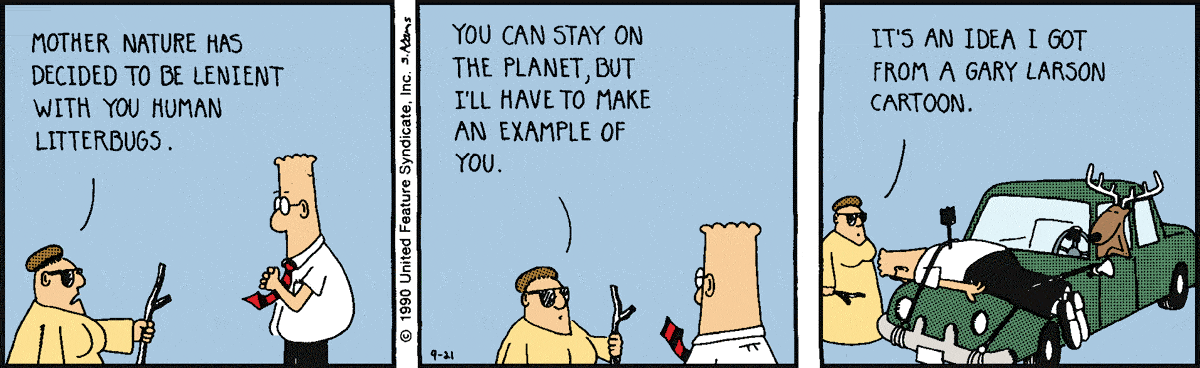 MOTHER NATURE HAS
DECIDED TO BE LENIENT
WITH YOU HUMAN
LITTERBUGS.
© 1990 United Feature Syndicate, Inc. S.Adams
YOU CAN STAY ON
THE PLANET, BUT
I'LL HAVE TO MAKE
AN EXAMPLE OF
YOU.
9-21
IT'S AN IDEA I GOT
FROM A GARY LARSON
CARTOON.